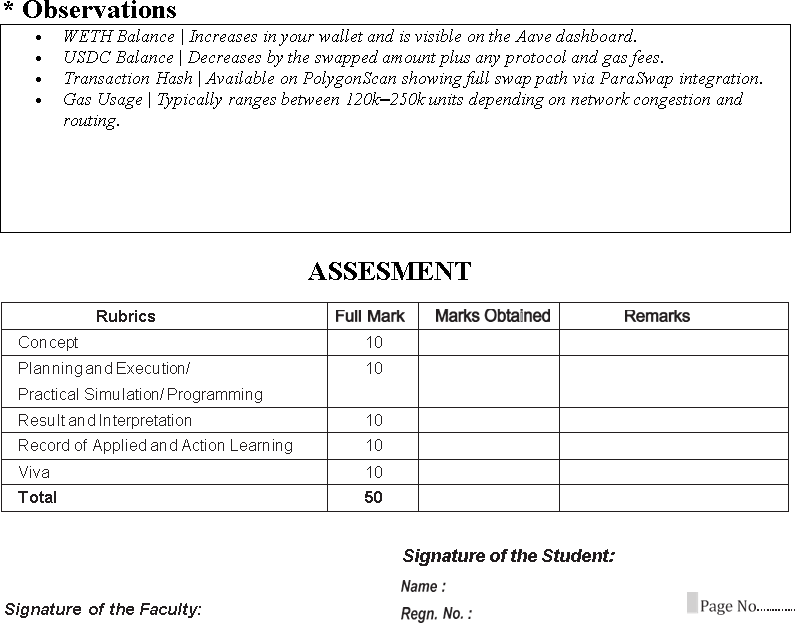 * Observations
• WETH Balance | Increases in your wallet and is visible on the Aave dashboard.
• USDC Balance | Decreases by the swapped amount plus any protocol and gas fees.
• Transaction Hash | Available on PolygonScan showing full swap path via ParaSwap integration.
• Gas Usage | Typically ranges between 120k–250k units depending on network congestion and
routing.
ASSESMENT
Rubrics Full Mark Marks Obtained Remarks
Concept 10
Planning and Execution/ 10
Practical Simulation/ Programming
Result and Interpretation 10
Record of Applied and Action Learning 10
Viva 10
Total 50
Signature of the Student:
Name :
Signature of the Faculty:
Regn. No. :
Page No.............